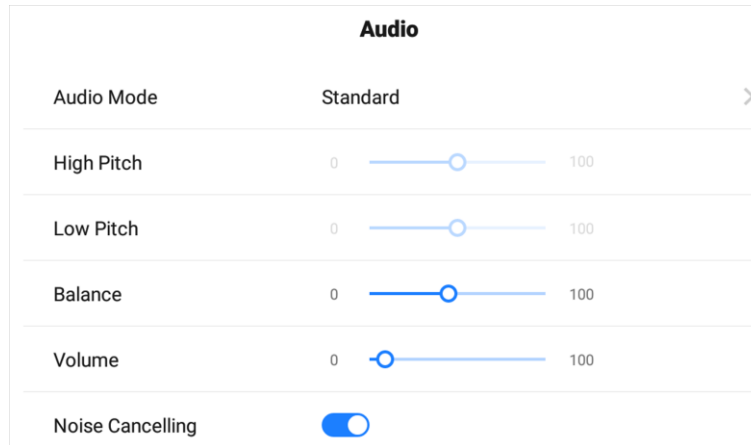 Audio
Audio Mode Standard
High Pitch 0 100
Low Pitch 0 100
Balance 0 100
Volume 0 100
Noise Cancelling